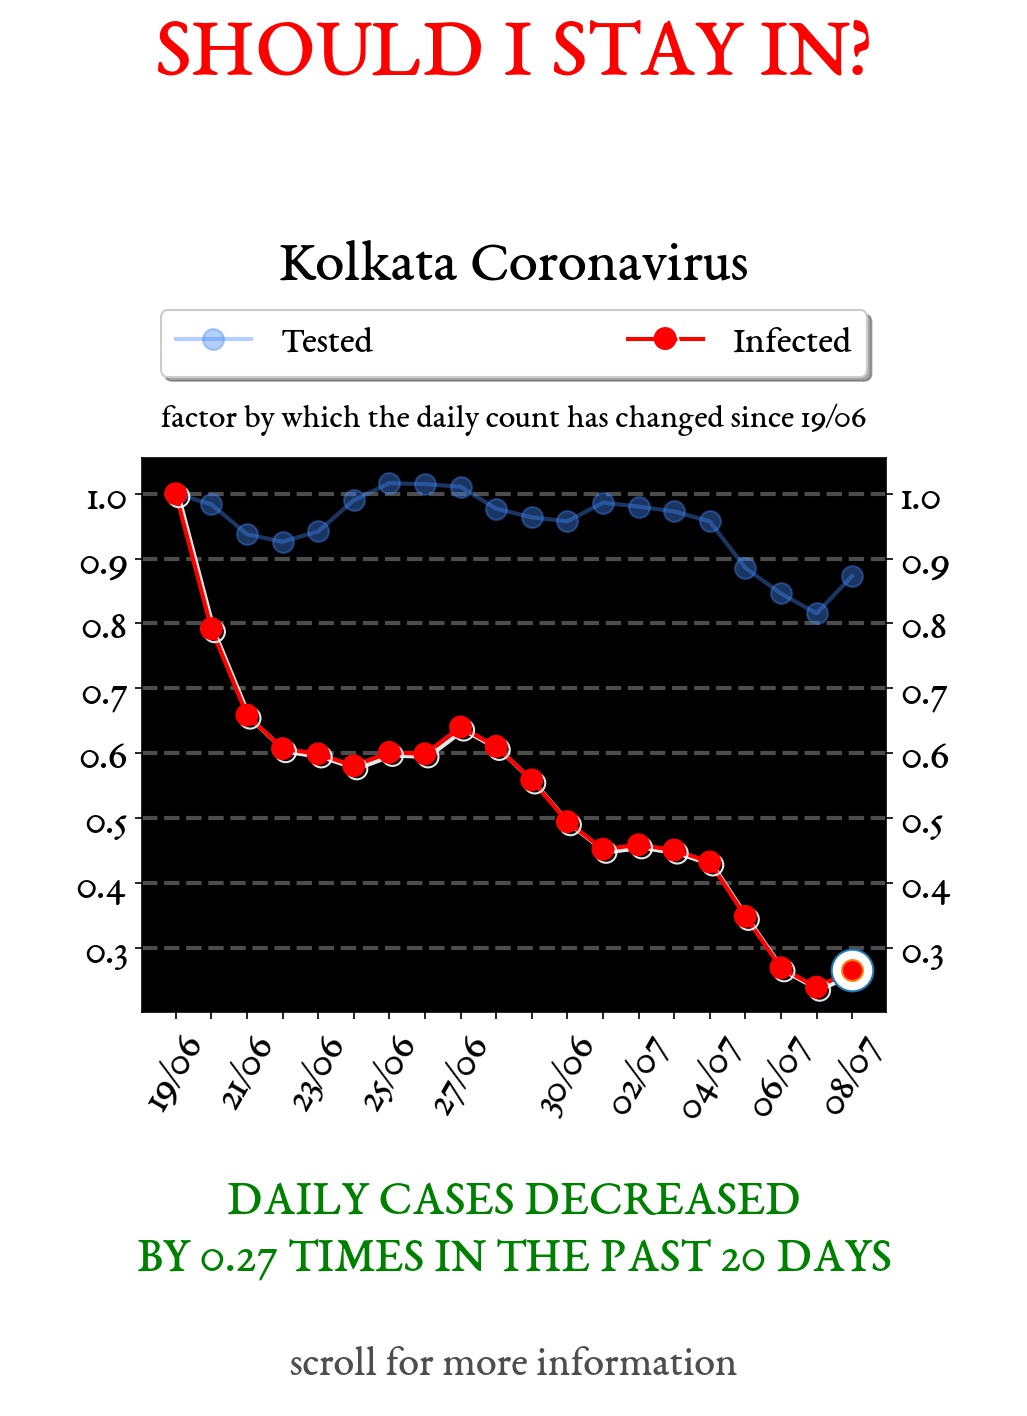 SHOULD I STAY IN?
Kolkata Coronavirus
Tested Infected
factor by which the daily count has changed since 19/06
1.0 1.0
0.9 0.9
0.8 0.8
0.7 0.7
0.6 0.6
0.5 0.5
0.4 0.4
0.3 0.3
19/06 21/06 23/06 25/06 27/06 30/06 02/07 04/07 06/07 08/07
DAILY CASES DECREASED
BY 0.27 TIMES IN THE PAST 20 DAYS
scroll for more information